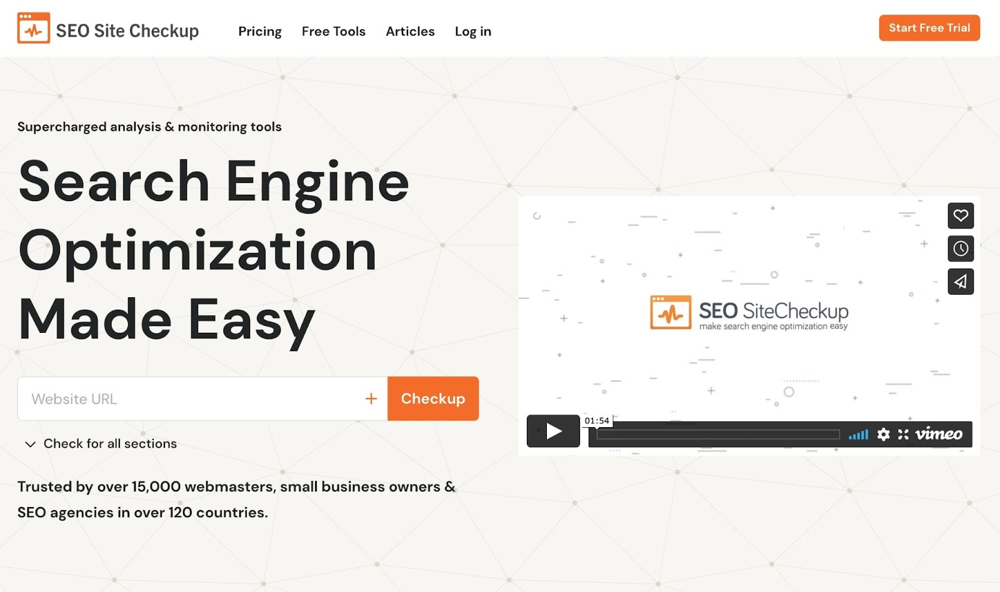 SEO Site Checkup
Pricing
Free Tools
Articles
Log in
Start Free Trial
Supercharged analysis & monitoring tools
Search Engine
Optimization
Made Easy
Website URL
Checkup
Check for all sections
Trusted by over 15,000 webmasters, small business owners &
SEO agencies in over 120 countries.
SEO SiteCheckup
make search engine optimization easy
01:54
vimeo